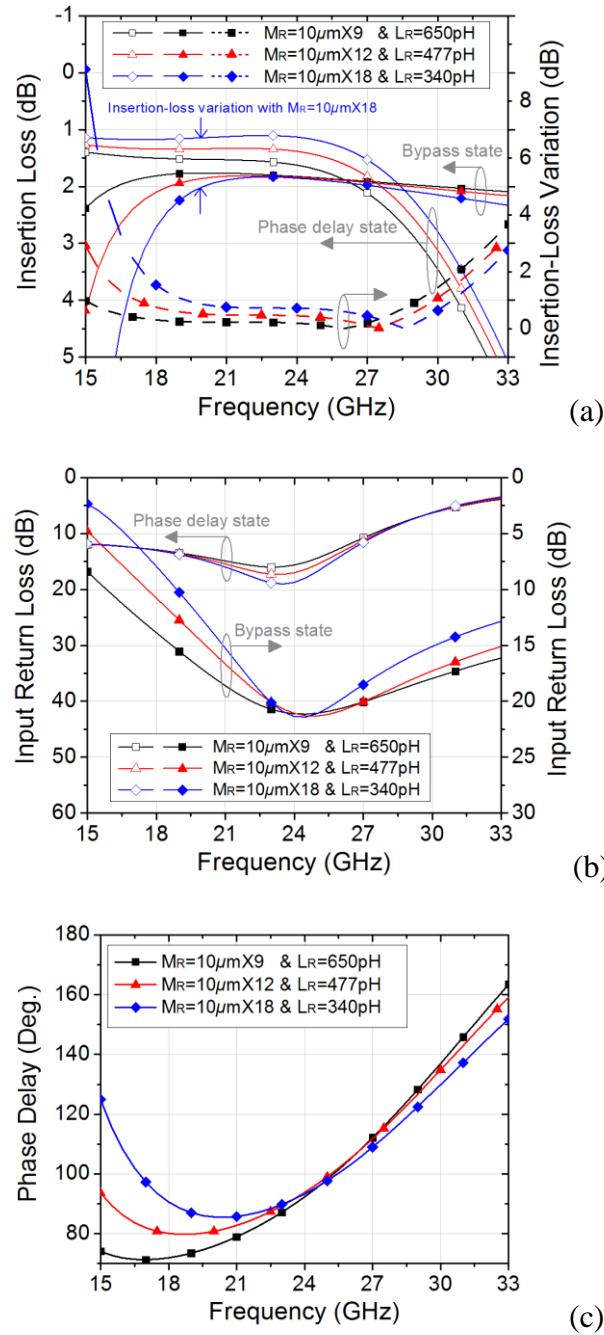 -1
0
1
2
3
4
5
Insertion Loss (dB)
MR=10μmX9 & LR=650pH
MR=10μmX12 & LR=477pH
MR=10μmX18 & LR=340pH
Insertion-loss variation with MR=10μmX18
Bypass state
Phase delay state
9
8
6
4
2
0
Insertion-Loss Variation (dB)
15 18 21 24 27 30 33
Frequency (GHz)
(a)
0
10
20
30
40
50
60
Input Return Loss (dB)
Phase delay state
Bypass state
MR=10μmX9 & LR=650pH
MR=10μmX12 & LR=477pH
MR=10μmX18 & LR=340pH
0
5
10
15
20
25
30
Input Return Loss (dB)
15 18 21 24 27 30 33
Frequency (GHz)
(b)
180
160
140
120
100
80
Phase Delay (Deg.)
MR=10μmX9 & LR=650pH
MR=10μmX12 & LR=477pH
MR=10μmX18 & LR=340pH
15 18 21 24 27 30 33
Frequency (GHz)
(c)